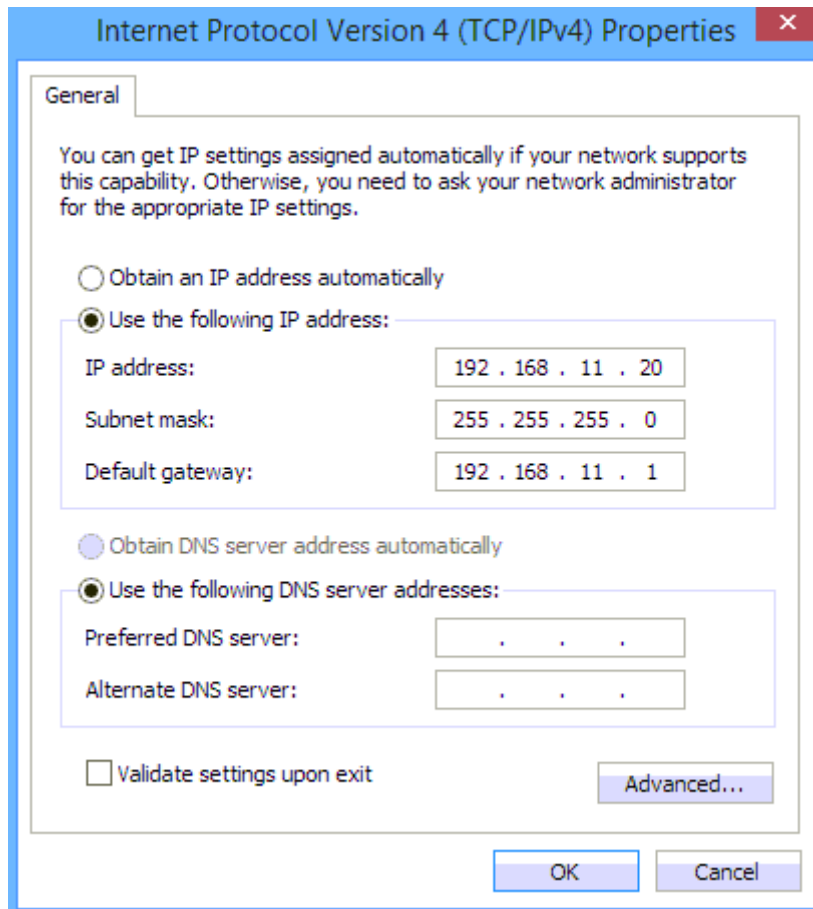 Internet Protocol Version 4 (TCP/IPv4) Properties
General
You can get IP settings assigned automatically if your network supports
this capability. Otherwise, you need to ask your network administrator
for the appropriate IP settings.
Obtain an IP address automatically
Use the following IP address:
IP address: 192 . 168 . 11 . 20
Subnet mask: 255 . 255 . 255 . 0
Default gateway: 192 . 168 . 11 . 1
Obtain DNS server address automatically
Use the following DNS server addresses:
Preferred DNS server: . . .
Alternate DNS server: . . .
Validate settings upon exit
Advanced...
OK Cancel